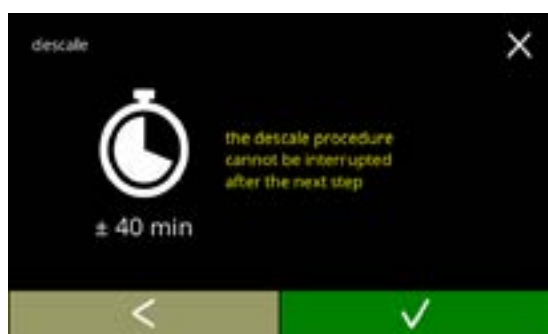 descale
the descale procedure
cannot be interrupted
after the next step
± 40 min